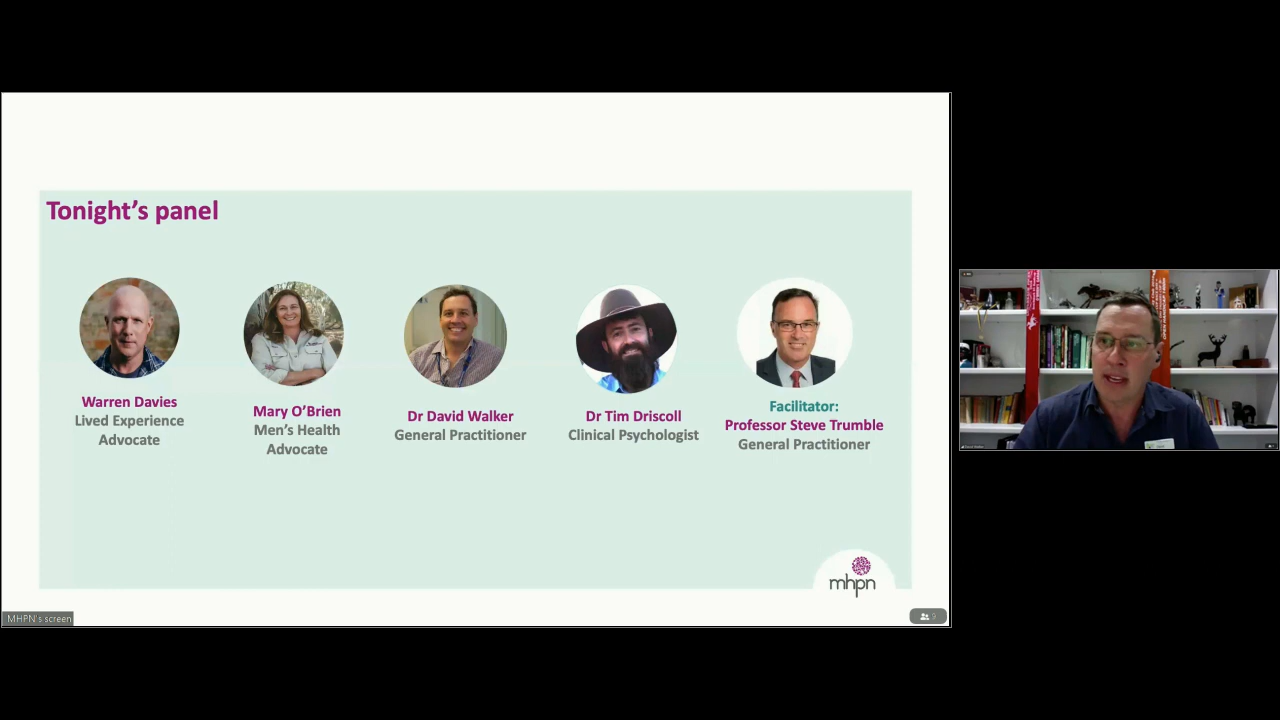 Tonight's panel
Warren Davies
Lived Experience
Advocate
Mary O'Brien
Men's Health
Advocate
Dr David Walker
General Practitioner
Dr Tim Driscoll
Clinical Psychologist
Facilitator:
Professor Steve Trumble
General Practitioner
mhpn
MHPN's screen
9